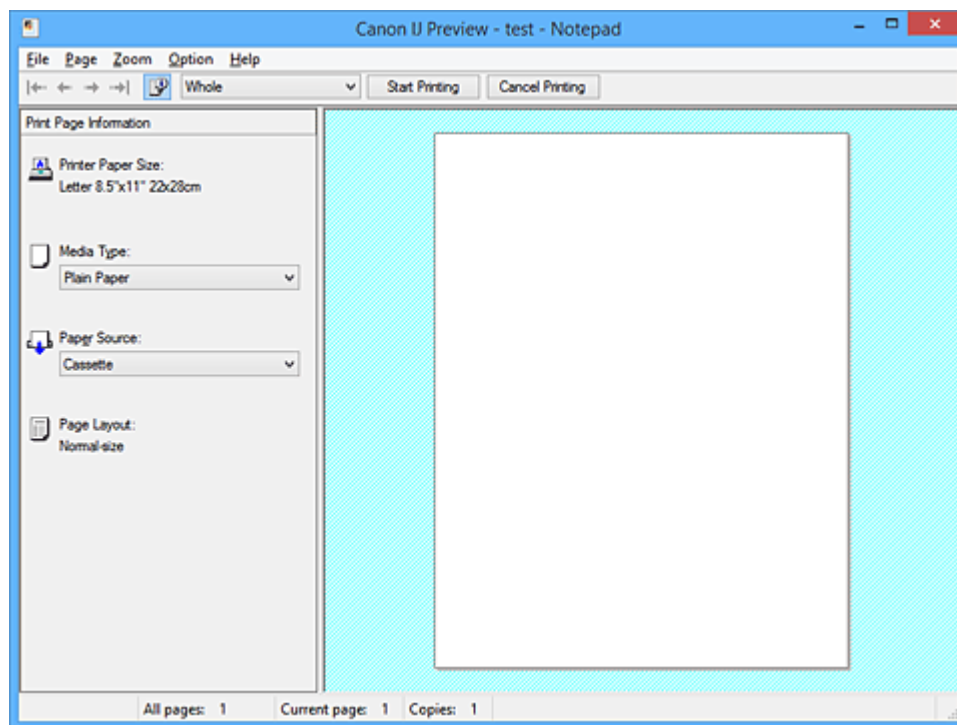 Canon IJ Preview - test - Notepad
File Page Zoom Option Help
Whole Start Printing Cancel Printing
Print Page Information
Printer Paper Size:
Letter 8.5"x11" 22x28cm
Media Type:
Plain Paper
Paper Source:
Cassette
Page Layout:
Normal-size
All pages: 1 Current page: 1 Copies: 1